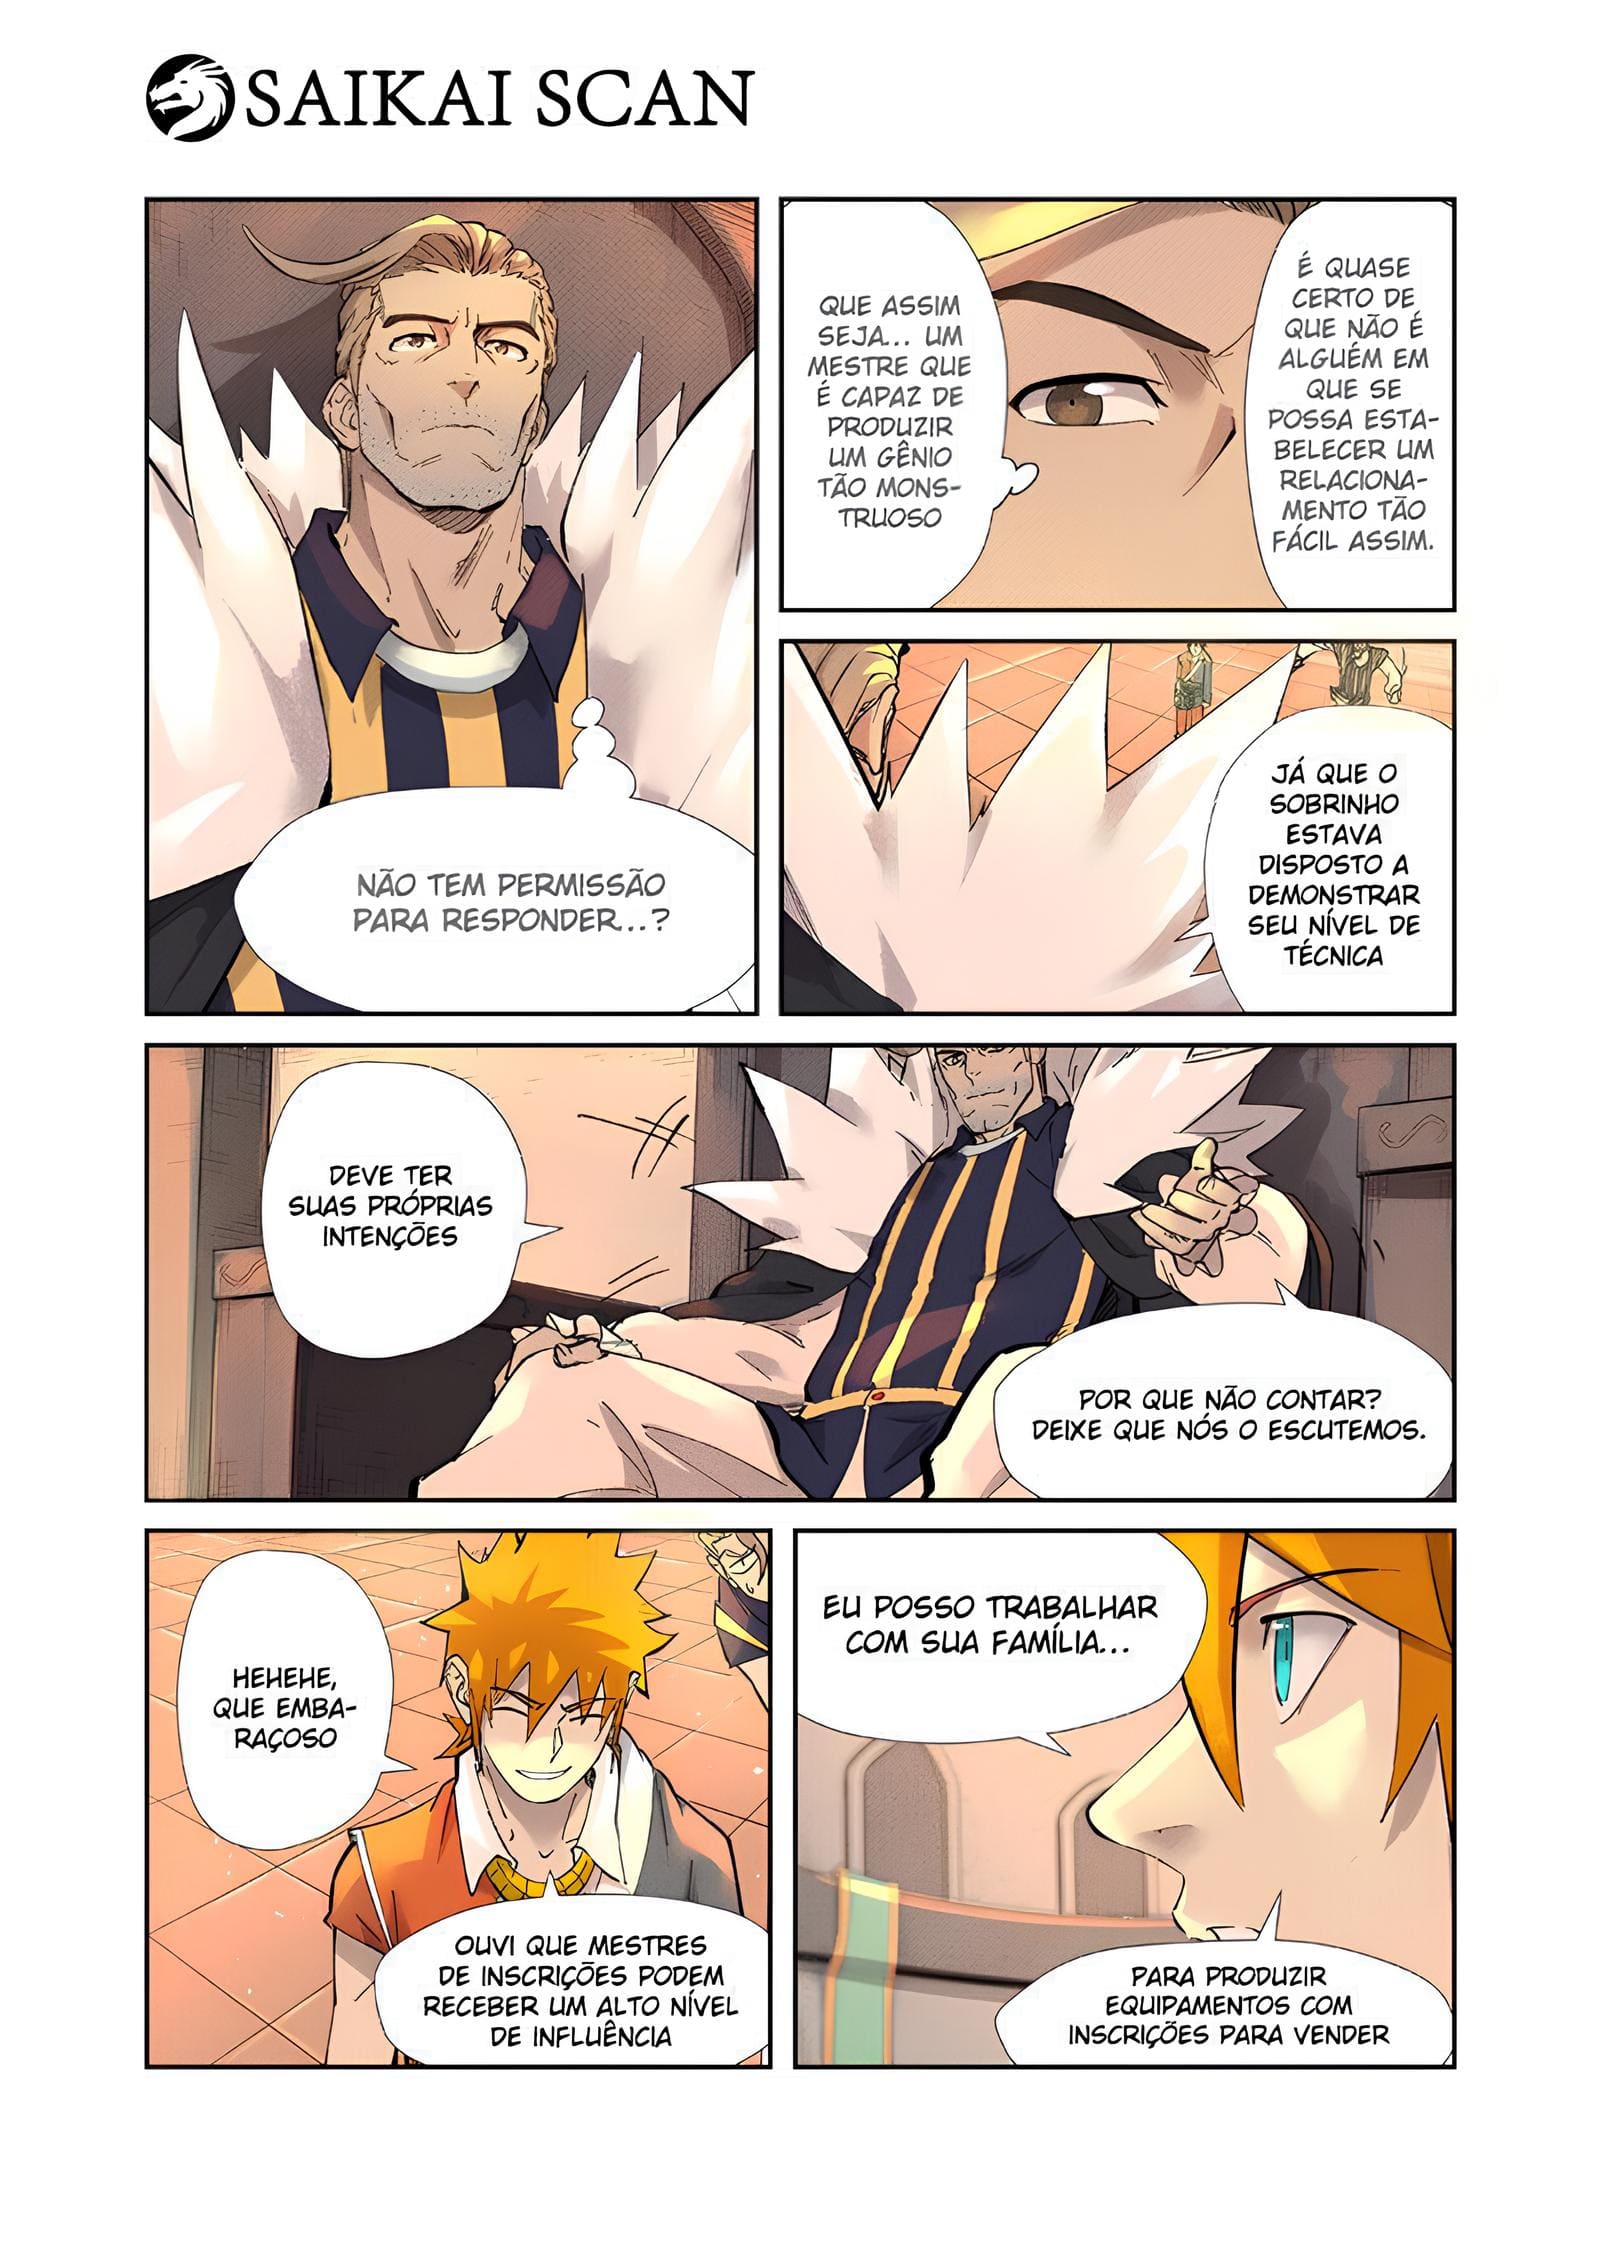 SAIKAI SCAN
NÃO TEM PERMISSÃO
PARA RESPONDER...?
QUE ASSIM
SEJA... UM
MESTRE QUE
É CAPAZ DE
PRODUZIR
UM GÊNIO
TÃO MONS-
TRUOSO
É QUASE
CERTO DE
QUE NÃO É
ALGUÉM EM
QUE SE
POSSA ESTA-
BELECER UM
RELACIONA-
MENTO TÃO
FÁCIL ASSIM.
JÁ QUE O
SOBRINHO
ESTAVA
DISPOSTO A
DEMONSTRAR
SEU NÍVEL DE
TÉCNICA
DEVE TER
SUAS PRÓPRIAS
INTENÇÕES
POR QUE NÃO CONTAR?
DEIXE QUE NÓS O ESCUTEMOS.
HEHEHE,
QUE EMBA-
RAÇOSO
OUVI QUE MESTRES
DE INSCRIÇÕES PODEM
RECEBER UM ALTO NÍVEL
DE INFLUÊNCIA
EU POSSO TRABALHAR
COM SUA FAMÍLIA...
PARA PRODUZIR
EQUIPAMENTOS COM
INSCRIÇÕES PARA VENDER